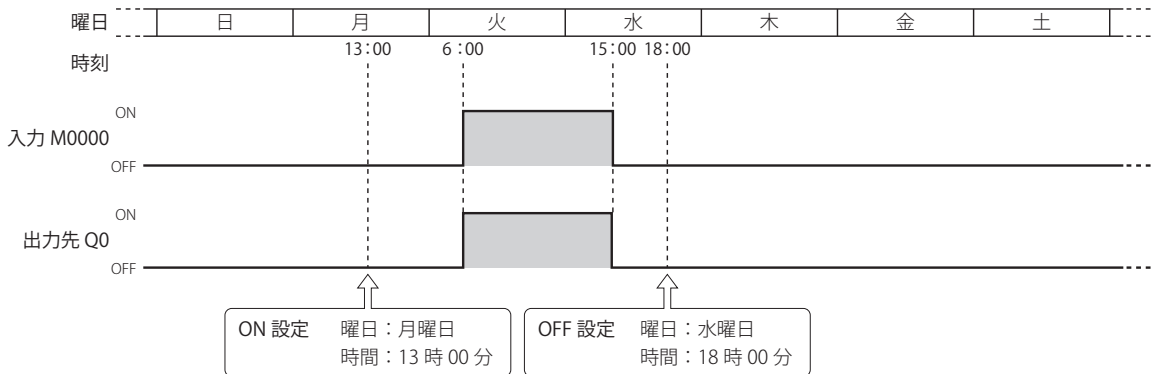 曜日 日 月 火 水 木 金 土
時刻 13:00 6:00 15:00 18:00
ON
入力 M0000
OFF
ON
出力先 Q0
OFF
ON 設定 曜日：月曜日
時間：13 時 00 分
OFF 設定 曜日：水曜日
時間：18 時 00 分